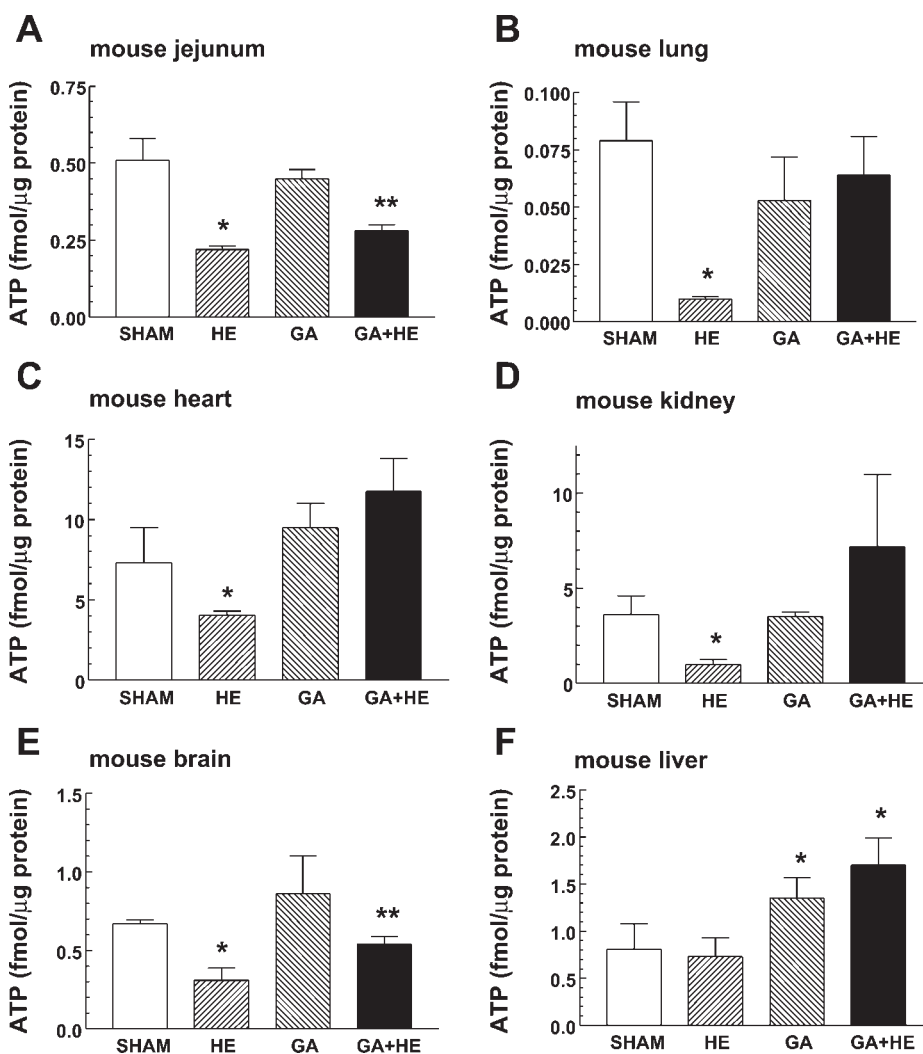 A
mouse jejunum
ATP (fmol/µg protein)
0.75
0.50
0.25
0.00
*
**
SHAM HE GA GA+HE
B
mouse lung
ATP (fmol/µg protein)
0.100
0.075
0.050
0.025
0.000
*
SHAM HE GA GA+HE
C
mouse heart
ATP (fmol/µg protein)
15
10
5
0
*
SHAM HE GA GA+HE
D
mouse kidney
ATP (fmol/µg protein)
10
5
0
*
SHAM HE GA GA+HE
E
mouse brain
ATP (fmol/µg protein)
1.5
1.0
0.5
0.0
*
**
SHAM HE GA GA+HE
F
mouse liver
ATP (fmol/µg protein)
2.5
2.0
1.5
1.0
0.5
0.0
*
*
SHAM HE GA GA+HE